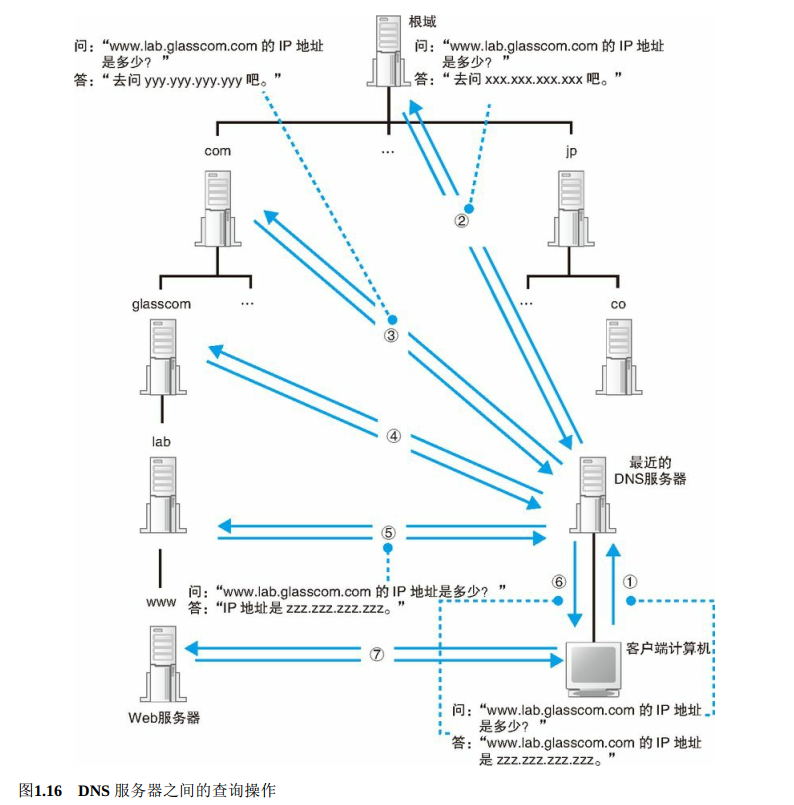 根域
问:“www.lab.glasscom.com 的 IP 地址
是多少?”
答:“去问 yyy.yyy.yyy.yyy 吧。”
问:“www.lab.glasscom.com 的 IP 地址
是多少?”
答:“去问 xxx.xxx.xxx.xxx 吧。”
com
…
jp
②
glasscom
…
…
co
③
④
lab
最近的
DNS服务器
⑤
⑥
①
问:“www.lab.glasscom.com 的 IP 地址是多少?”
答:“IP 地址是 zzz.zzz.zzz.zzz。”
www
⑦
客户端计算机
Web服务器
问:“www.lab.glasscom.com 的 IP 地址
是多少?”
答:“www.lab.glasscom.com 的 IP 地址
是 zzz.zzz.zzz.zzz。”
图1.16 DNS 服务器之间的查询操作